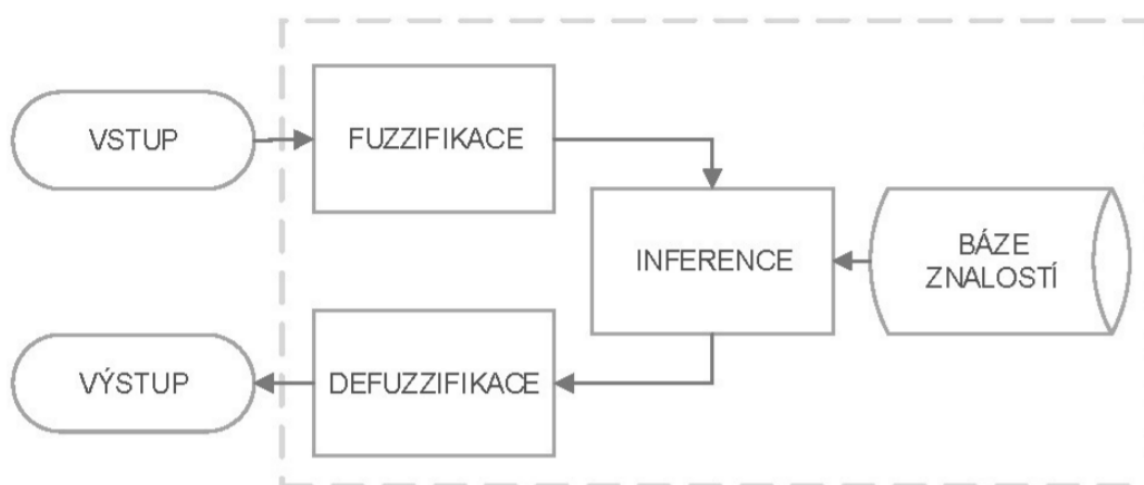 VSTUP
FUZZIFIKACE
INFERENCE
BÁZE
ZNALOSTÍ
DEFUZZIFIKACE
VÝSTUP